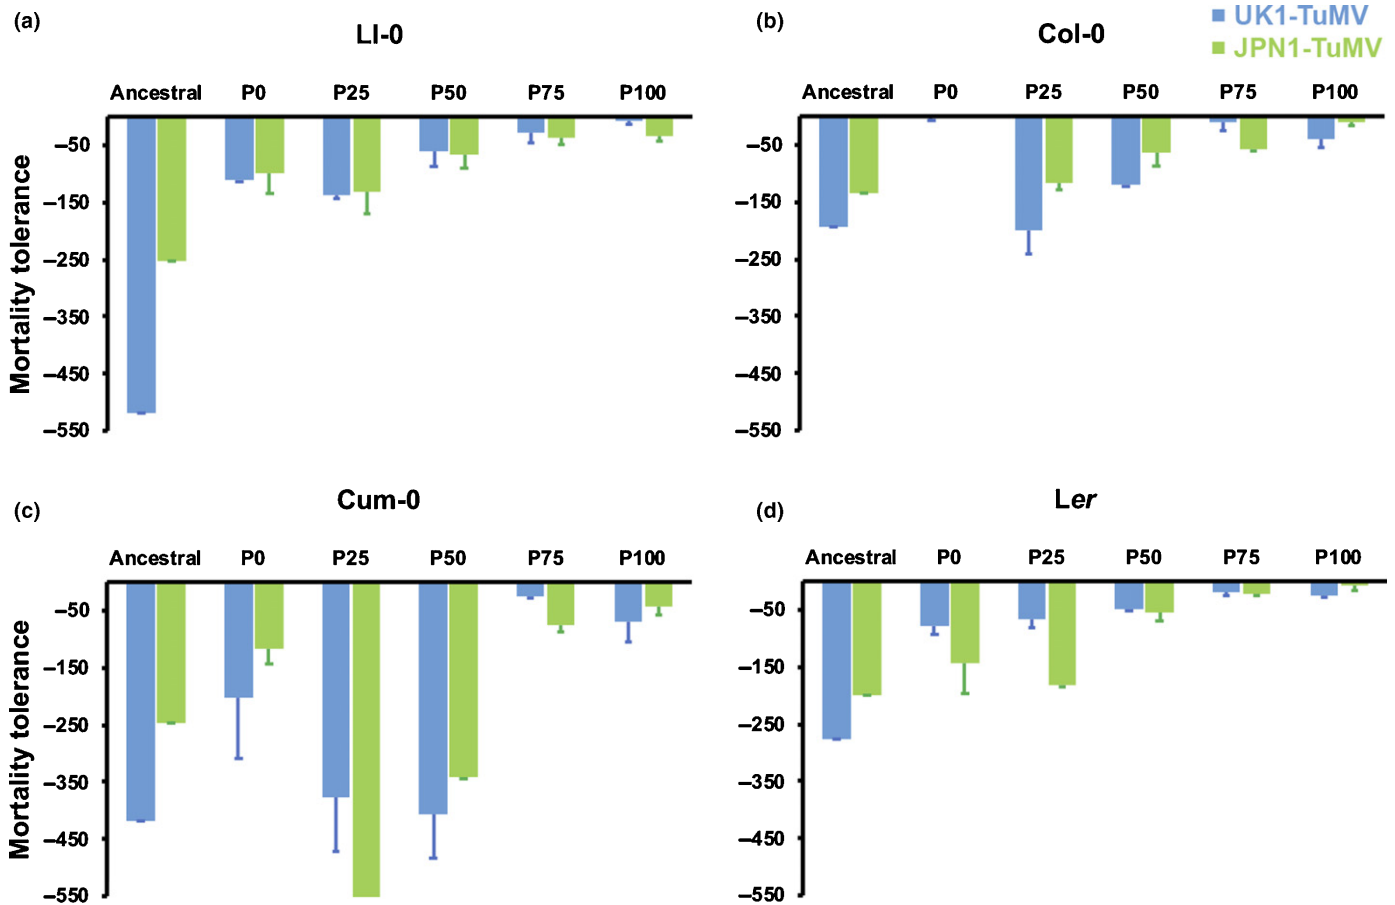 (a)
Ll-0
Ancestral P0 P25 P50 P75 P100
Mortality tolerance
–50
–150
–250
–350
–450
–550
(b)
Col-0
UK1-TuMV
JPN1-TuMV
Ancestral P0 P25 P50 P75 P100
–50
–150
–250
–350
–450
–550
(c)
Cum-0
Ancestral P0 P25 P50 P75 P100
Mortality tolerance
–50
–150
–250
–350
–450
–550
(d)
Ler
Ancestral P0 P25 P50 P75 P100
–50
–150
–250
–350
–450
–550